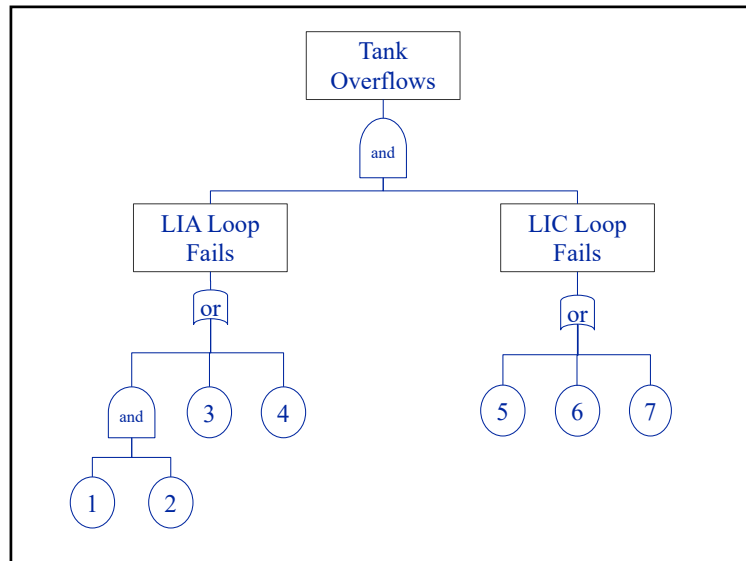 Tank
Overflows
and
LIA Loop
Fails
LIC Loop
Fails
or
or
and
3
4
5
6
7
1
2